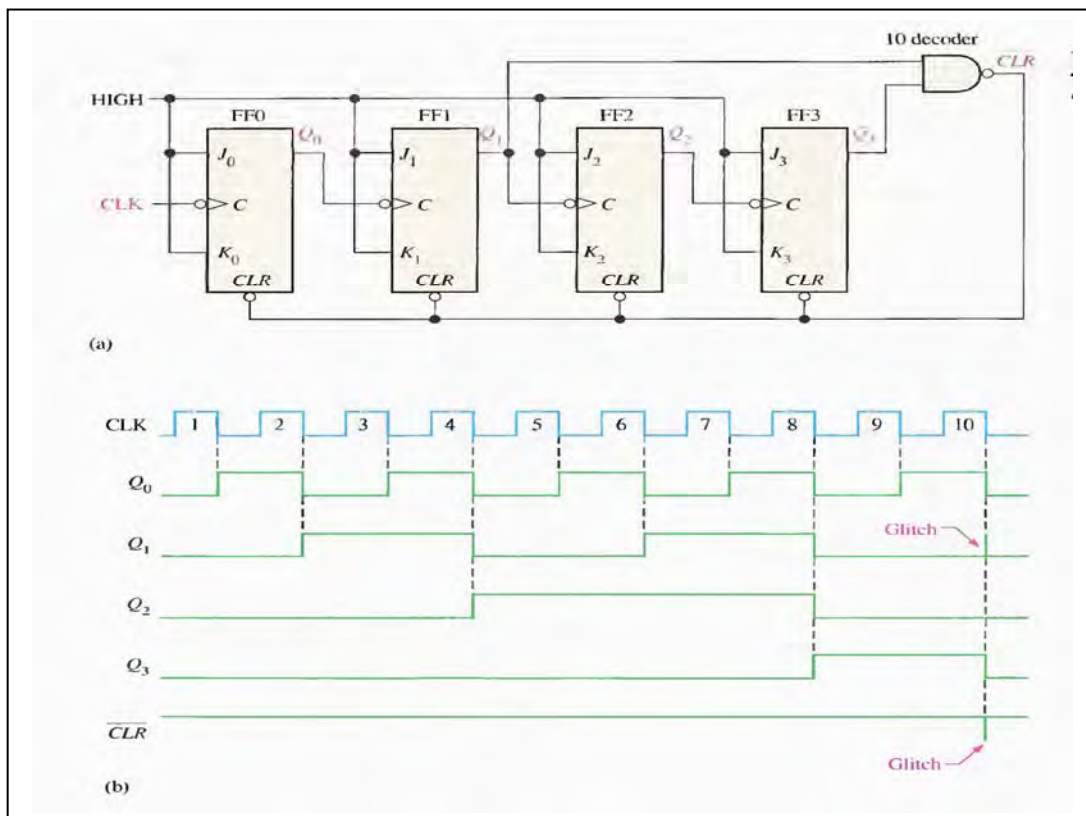 10 decoder
CLR
HIGH
FF0 FF1 FF2 FF3
Q0 Q1 Q2 Q3
J0 J1 J2 J3
CLK C C C C
K0 K1 K2 K3
CLR CLR CLR CLR
(a)
CLK 1 2 3 4 5 6 7 8 9 10
Q0
Glitch
Q1
Q2
Q3
CLR
Glitch
(b)